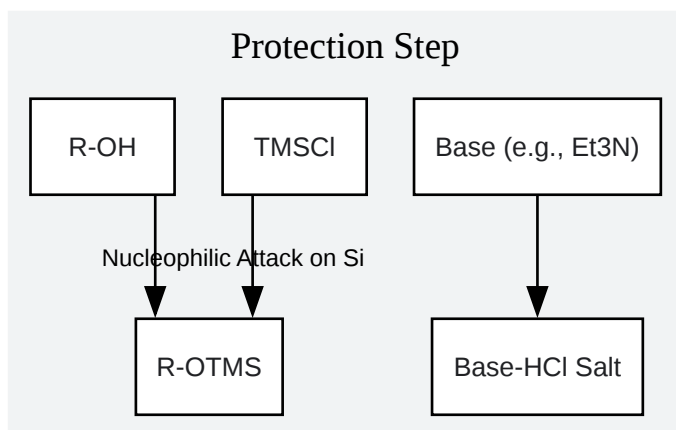 Protection Step
R-OH
TMSCl
Base (e.g., Et3N)
Nucleophilic Attack on Si
R-OTMS
Base-HCl Salt